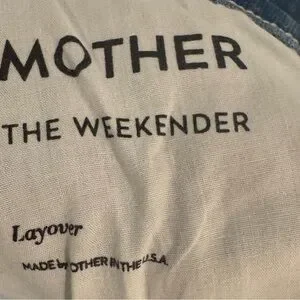 MOTHER
THE WEEKENDER
Layover
MADE by OTHER IN THE U.S.A.